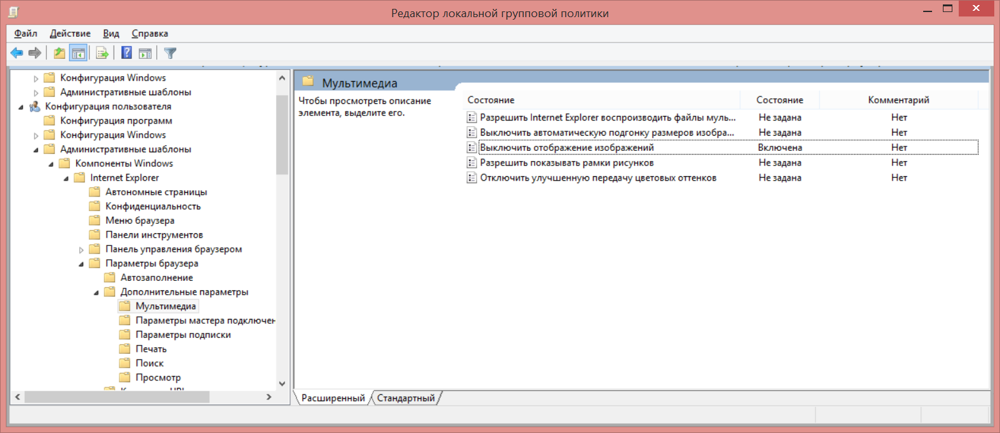 Редактор локальной групповой политики
Файл Действие Вид Справка
Конфигурация Windows
Административные шаблоны
Конфигурация пользователя
Конфигурация программ
Конфигурация Windows
Административные шаблоны
Компоненты Windows
Internet Explorer
Автономные страницы
Конфиденциальность
Меню браузера
Панели инструментов
Панель управления браузером
Параметры браузера
Автозаполнение
Дополнительные параметры
Мультимедиа
Параметры мастера подключен
Параметры подписки
Печать
Поиск
Просмотр
Мультимедиа
Чтобы просмотреть описание
элемента, выделите его.
Состояние Состояние Комментарий
Разрешить Internet Explorer воспроизводить файлы муль... Не задана Нет
Выключить автоматическую подгонку размеров изобра... Не задана Нет
Выключить отображение изображений Включена Нет
Разрешить показывать рамки рисунков Не задана Нет
Отключить улучшенную передачу цветовых оттенков Не задана Нет
Расширенный Стандартный